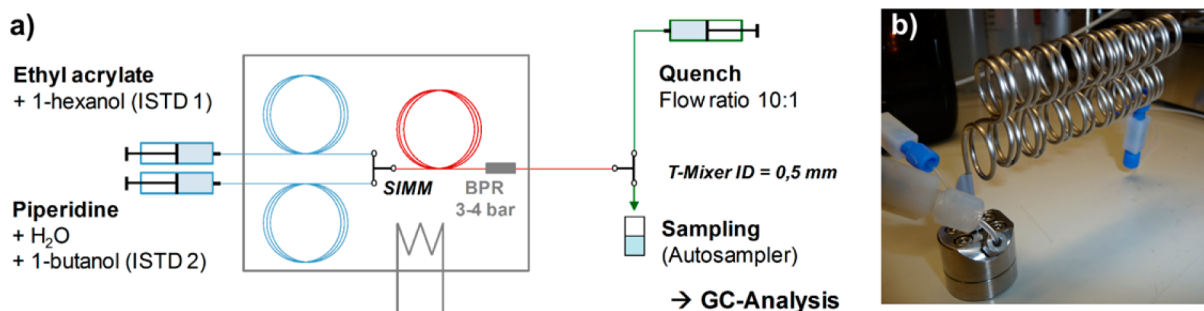 a)
Ethyl acrylate
+ 1-hexanol (ISTD 1)
Piperidine
+ H₂O
+ 1-butanol (ISTD 2)
SIMM
BPR
3-4 bar
Quench
Flow ratio 10:1
T-Mixer ID = 0,5 mm
Sampling
(Autosampler)
→ GC-Analysis
b)